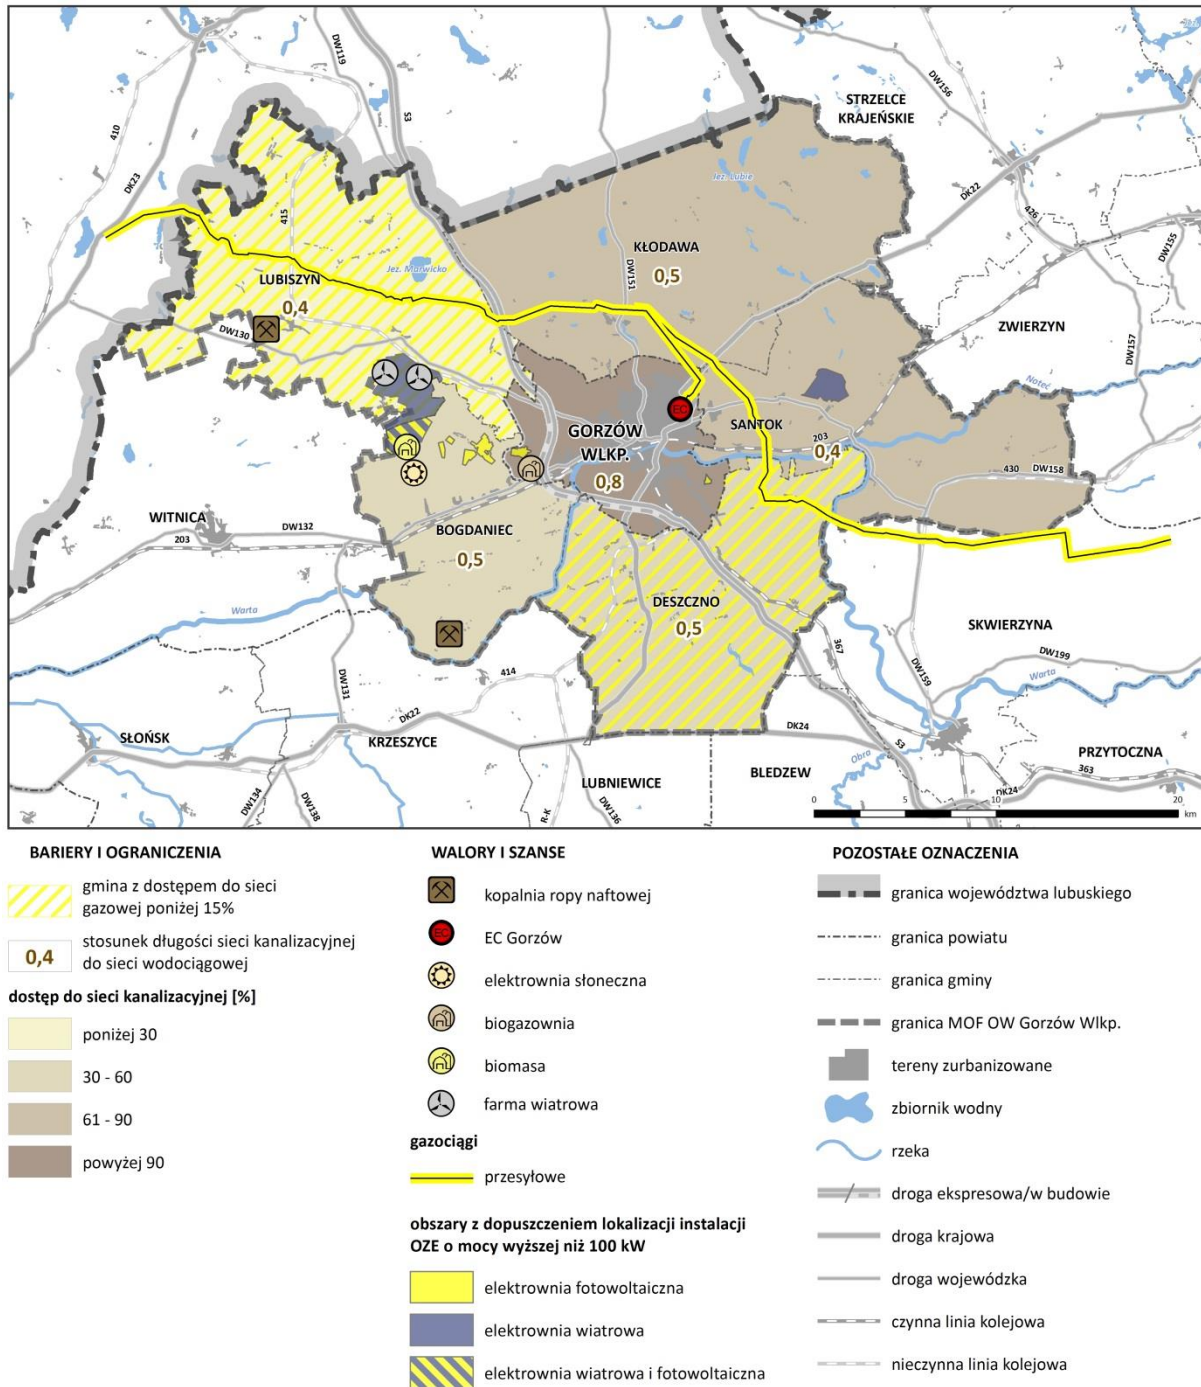 DW119
S3
DW156
STRZELCE
KRAJEŃSKIE
410
DK23
415
Jez. Lubie
DK22
426
DW155
KŁODAWA
0,5
DW151
Jez. Marwicko
LUBISZYN
0,4
DW130
ZWIERZYN
DW157
Noteć
GORZÓW
WLKP.
0,8
EC
SANTOK
0,4
203
430
DW158
WITNICA
203
DW132
BOGDANIEC
0,5
Warta
DESZCZNO
0,5
SKWIERZYNA
367
DW159
DW199
Warta
DW131
414
DK22
SŁOŃSK
KRZESZYCE
DW134
DW138
LUBNIEWICE
R-K
DW136
BLEDZEW
DK24
Obra
S3
PRZYTOCZNA
363
DK24
0 5 10 20
km
BARIERY I OGRANICZENIA
gmina z dostępem do sieci
gazowej poniżej 15%
0,4
stosunek długości sieci kanalizacyjnej
do sieci wodociągowej
dostęp do sieci kanalizacyjnej [%]
poniżej 30
30 - 60
61 - 90
powyżej 90
WALORY I SZANSE
kopalnia ropy naftowej
EC
EC Gorzów
elektrownia słoneczna
biogazownia
biomasa
farma wiatrowa
gazociągi
przesyłowe
obszary z dopuszczeniem lokalizacji instalacji
OZE o mocy wyższej niż 100 kW
elektrownia fotowoltaiczna
elektrownia wiatrowa
elektrownia wiatrowa i fotowoltaiczna
POZOSTAŁE OZNACZENIA
granica województwa lubuskiego
granica powiatu
granica gminy
granica MOF OW Gorzów Wlkp.
tereny zurbanizowane
zbiornik wodny
rzeka
droga ekspresowa/w budowie
droga krajowa
droga wojewódzka
czynna linia kolejowa
nieczynna linia kolejowa